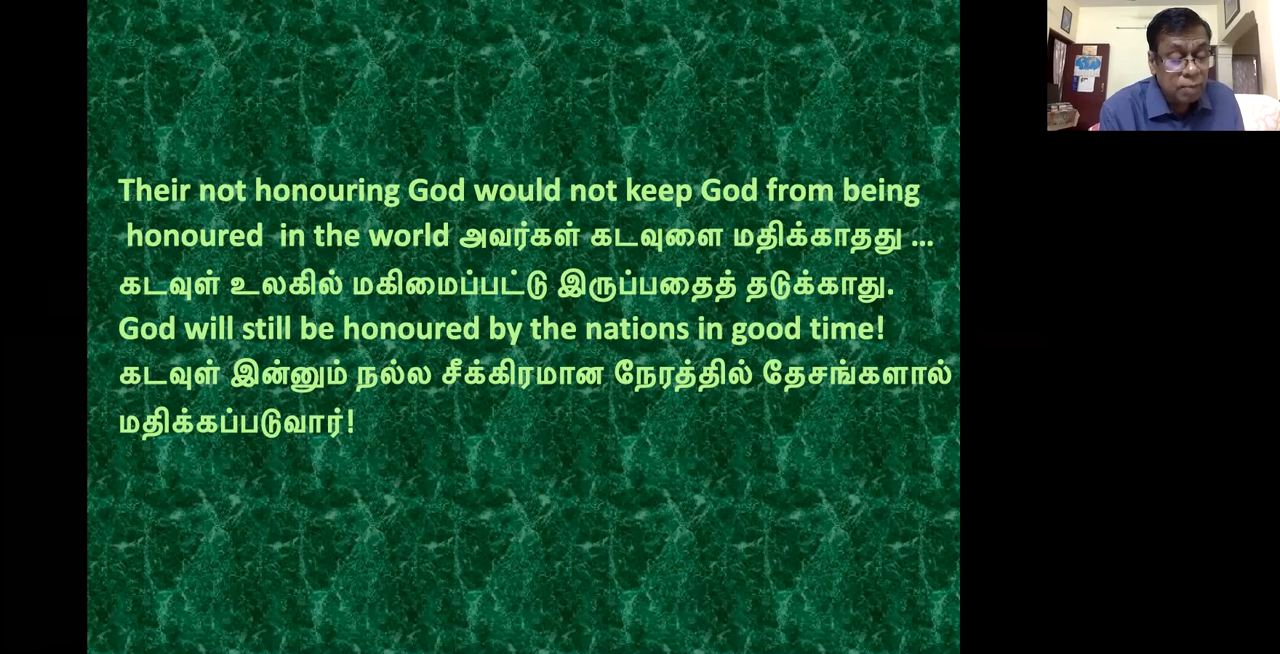 Their not honouring God would not keep God from being
honoured in the world அவர்கள் கடவுளை மதிக்காதது ...
கடவுள் உலகில் மகிமைப்பட்டு இருப்பதைத் தடுக்காது.
God will still be honoured by the nations in good time!
கடவுள் இன்னும் நல்ல சீக்கிரமான நேரத்தில் தேசங்களால்
மதிக்கப்படுவார்!